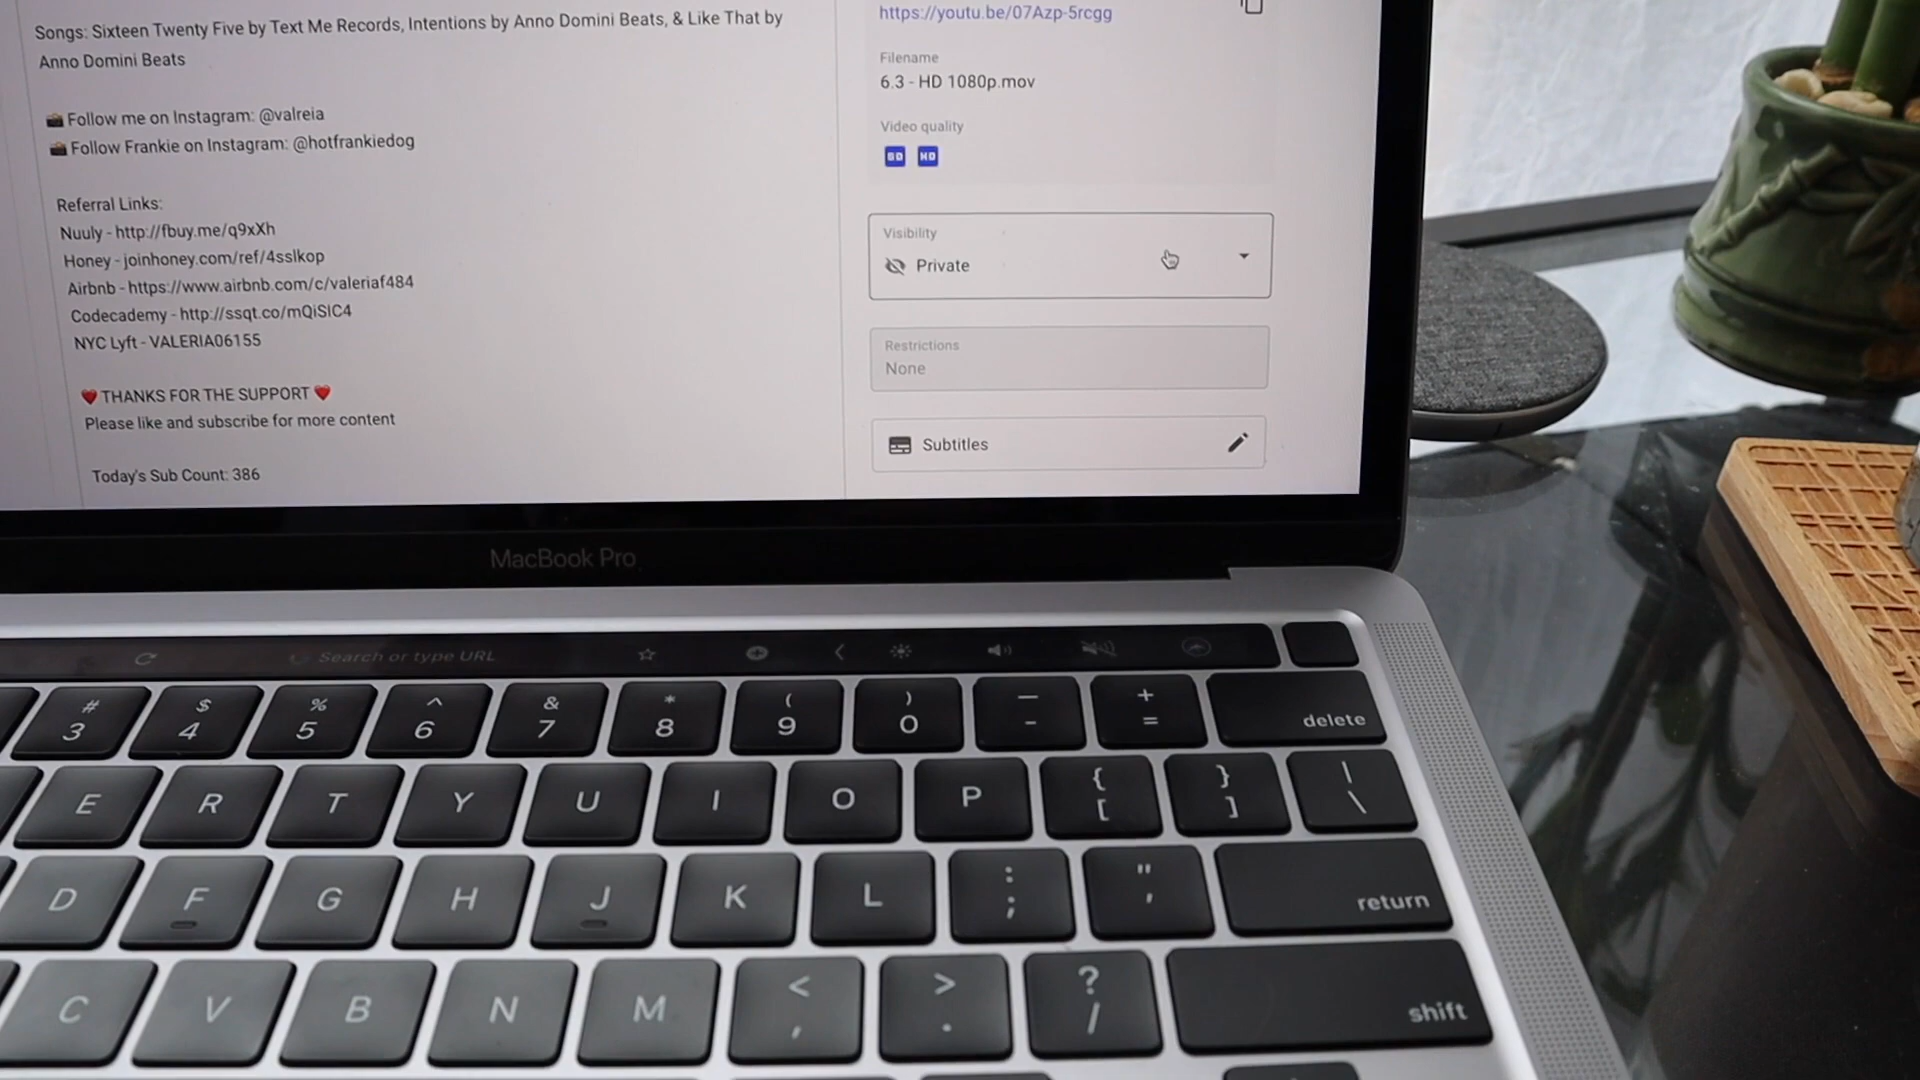 Songs: Sixteen Twenty Five by Text Me Records, Intentions by Anno Domini Beats, & Like That by
Anno Domini Beats
📸 Follow me on Instagram: @valreia
📸 Follow Frankie on Instagram: @hotfrankiedog
Referral Links:
Nuuly - http://fbuy.me/q9xXh
Honey - joinhoney.com/ref/4sslkop
Airbnb - https://www.airbnb.com/c/valeriaf484
Codecademy - http://ssqt.co/mQiSIC4
NYC Lyft - VALERIA06155
❤️ THANKS FOR THE SUPPORT ❤️
Please like and subscribe for more content
Today's Sub Count: 386
https://youtu.be/07Azp-5rcgg
Filename
6.3 - HD 1080p.mov
Video quality
SD HD
Visibility
Private
Restrictions
None
Subtitles
MacBook Pro
Search or type URL
# $ % ^ & * ( ) — +
3 4 5 6 7 8 9 0 - = delete
E R T Y U I O P { [ } ] | \
D F G H J K L : ; " ' return
C V B N M < , > . ? / shift